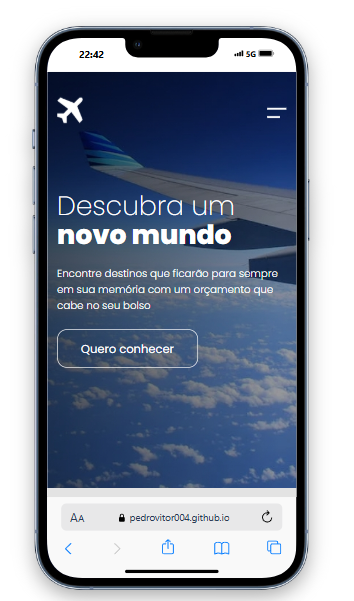 22:42
5G
Descubra um
novo mundo
Encontre destinos que ficarão para sempre
em sua memória com um orçamento que
cabe no seu bolso
Quero conhecer
AA
pedrovitor004.github.io